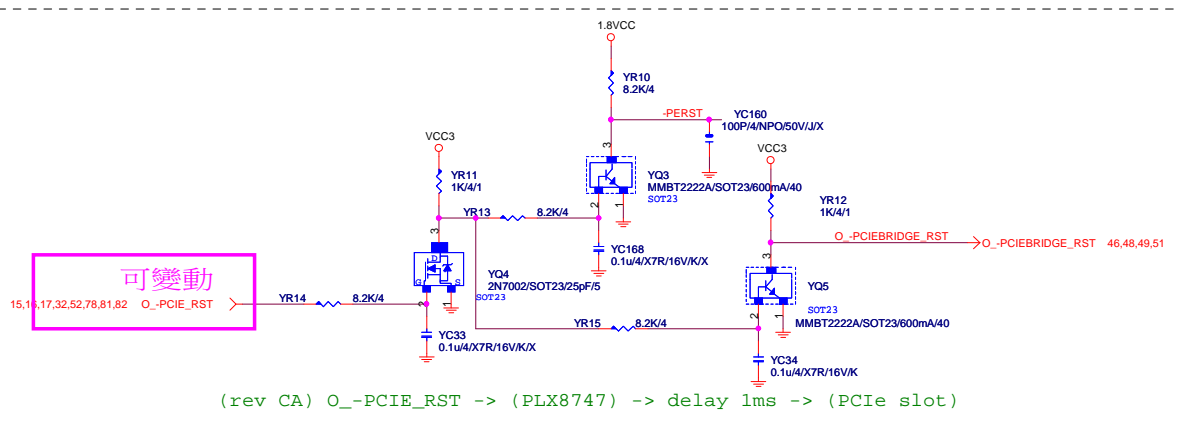 1.8VCC
YR10
8.2K/4
-PERST
YC160
100P/4/NPO/50V/J/X
VCC3
YR11
1K/4/1
3
YQ3
MMBT2222A/SOT23/600mA/40
SOT23
2
1
VCC3
YR12
1K/4/1
YR13
8.2K/4
O_-PCIEBRIDGE_RST
O_-PCIEBRIDGE_RST 46,48,49,51
3
D
G
S
YQ4
2N7002/SOT23/25pF/5
SOT23
2
1
YC168
0.1u/4/X7R/16V/K/X
3
YQ5
SOT23
MMBT2222A/SOT23/600mA/40
2
1
可變動
15,16,17,32,52,78,81,82 O_-PCIE_RST
YR14
8.2K/4
YC33
0.1u/4/X7R/16V/K/X
YR15
8.2K/4
YC34
0.1u/4/X7R/16V/K
(rev CA) O_-PCIE_RST -> (PLX8747) -> delay 1ms -> (PCIe slot)